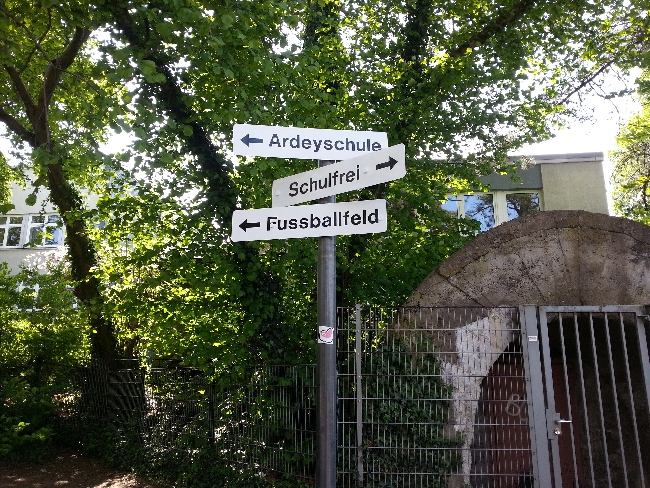 ← Ardeyschule
Schulfrei →
← Fussballfeld